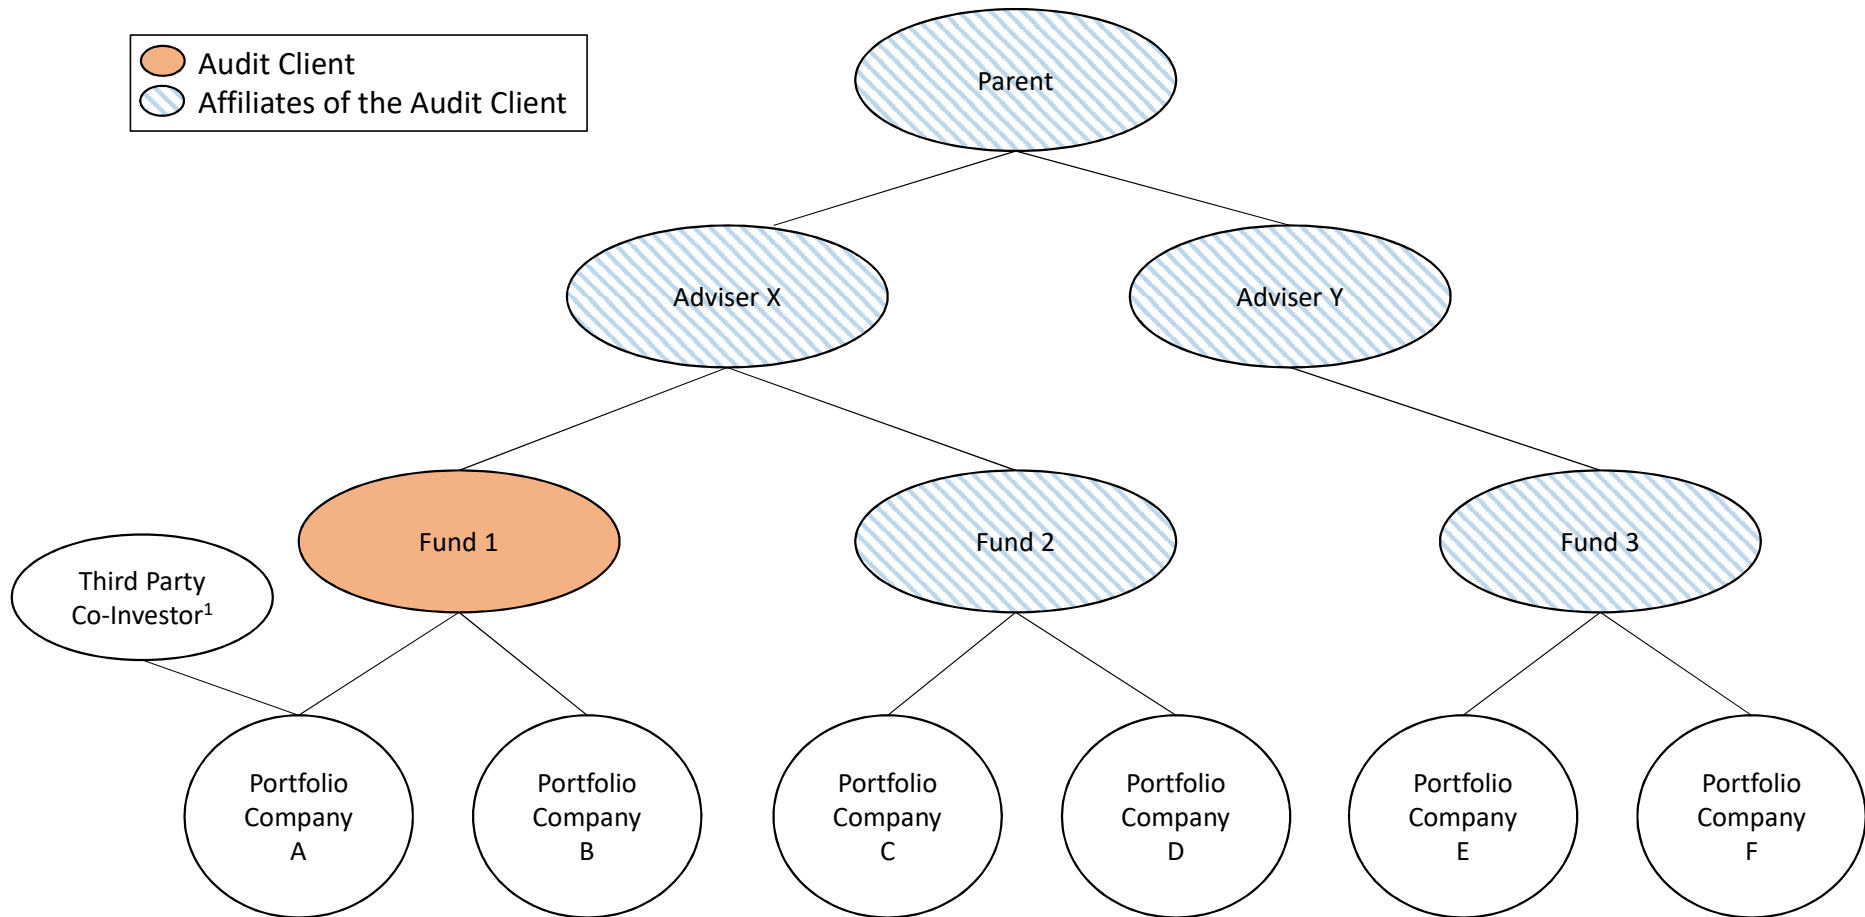 Audit Client
Affiliates of the Audit Client
Parent
Adviser X
Adviser Y
Fund 1
Fund 2
Fund 3
Third Party
Co-Investor¹
Portfolio
Company
A
Portfolio
Company
B
Portfolio
Company
C
Portfolio
Company
D
Portfolio
Company
E
Portfolio
Company
F